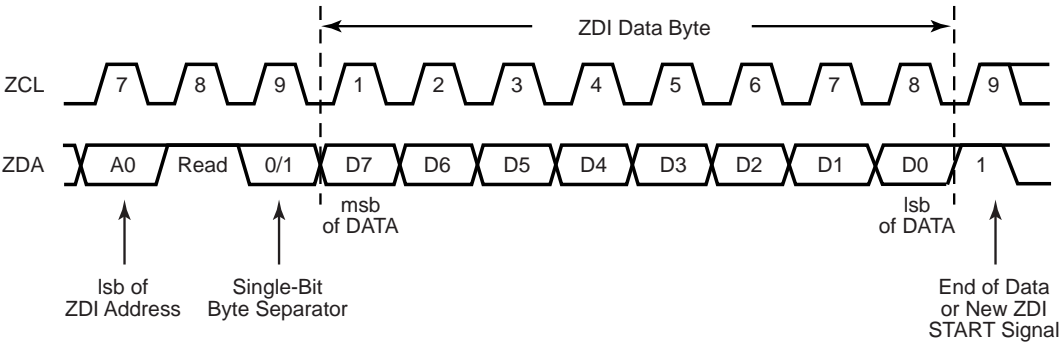 ZDI Data Byte
ZCL 7 8 9 1 2 3 4 5 6 7 8 9
ZDA A0 Read 0/1 D7 D6 D5 D4 D3 D2 D1 D0 1
msb
of DATA
lsb
of DATA
lsb of
ZDI Address
Single-Bit
Byte Separator
End of Data
or New ZDI
START Signal